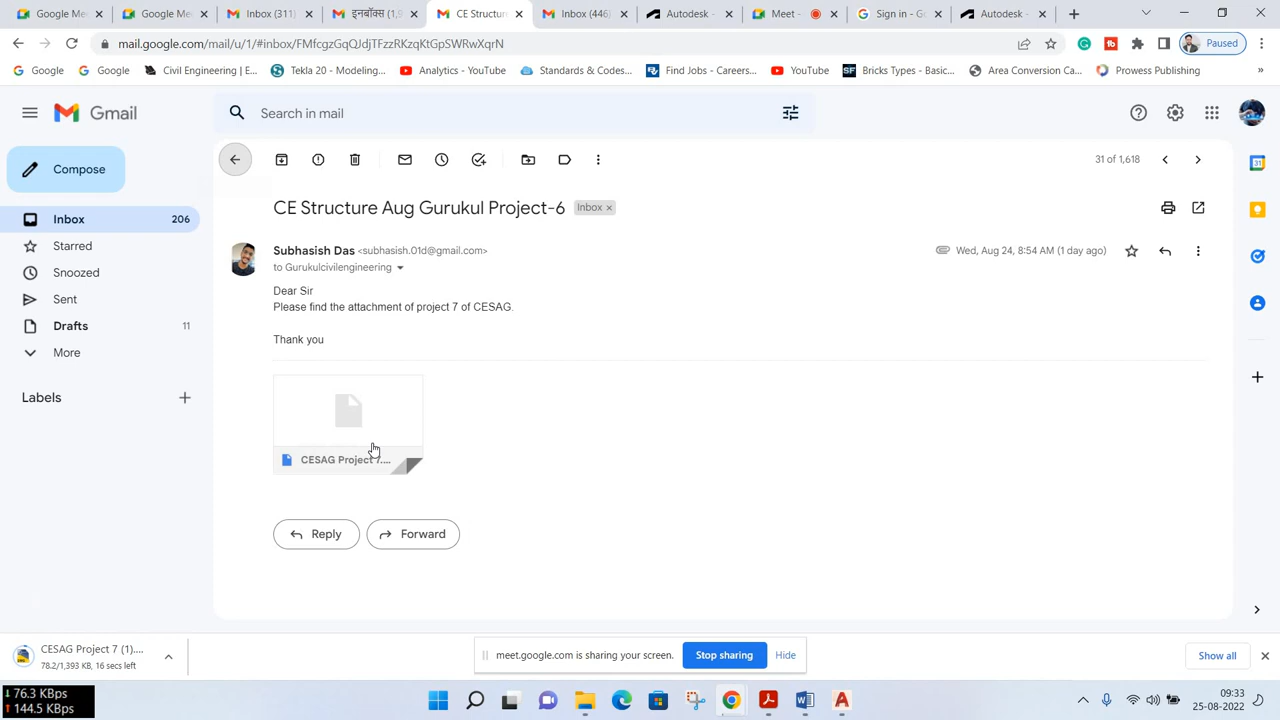 Google Me
Google Me
Inbox (311)
इनबॉक्स (1,9
CE Structure
Inbox (446)
Autodesk -
Meet -
Sign in - Go
Autodesk -
mail.google.com/mail/u/1/#inbox/FMfcgzGqQJdjTFzzRKzqKtGpSWRwXqrN
Paused
Google
Google
Civil Engineering | E...
Tekla 20 - Modeling...
Analytics - YouTube
Standards & Codes...
Find Jobs - Careers...
YouTube
Bricks Types - Basic...
Area Conversion Ca...
Prowess Publishing
Gmail
Search in mail
Compose
31 of 1,618
Inbox 206
Starred
Snoozed
Sent
Drafts 11
More
Labels
CE Structure Aug Gurukul Project-6 Inbox ×
Subhasish Das <subhasish.01d@gmail.com>
Wed, Aug 24, 8:54 AM (1 day ago)
to Gurukulcivilengineering
Dear Sir
Please find the attachment of project 7 of CESAG.
Thank you
CESAG Project 7....
Reply
Forward
CESAG Project 7 (1)....
78.2/1,393 KB, 16 secs left
meet.google.com is sharing your screen.
Stop sharing
Hide
Show all
76.3 KBps
144.5 KBps
09:33
25-08-2022